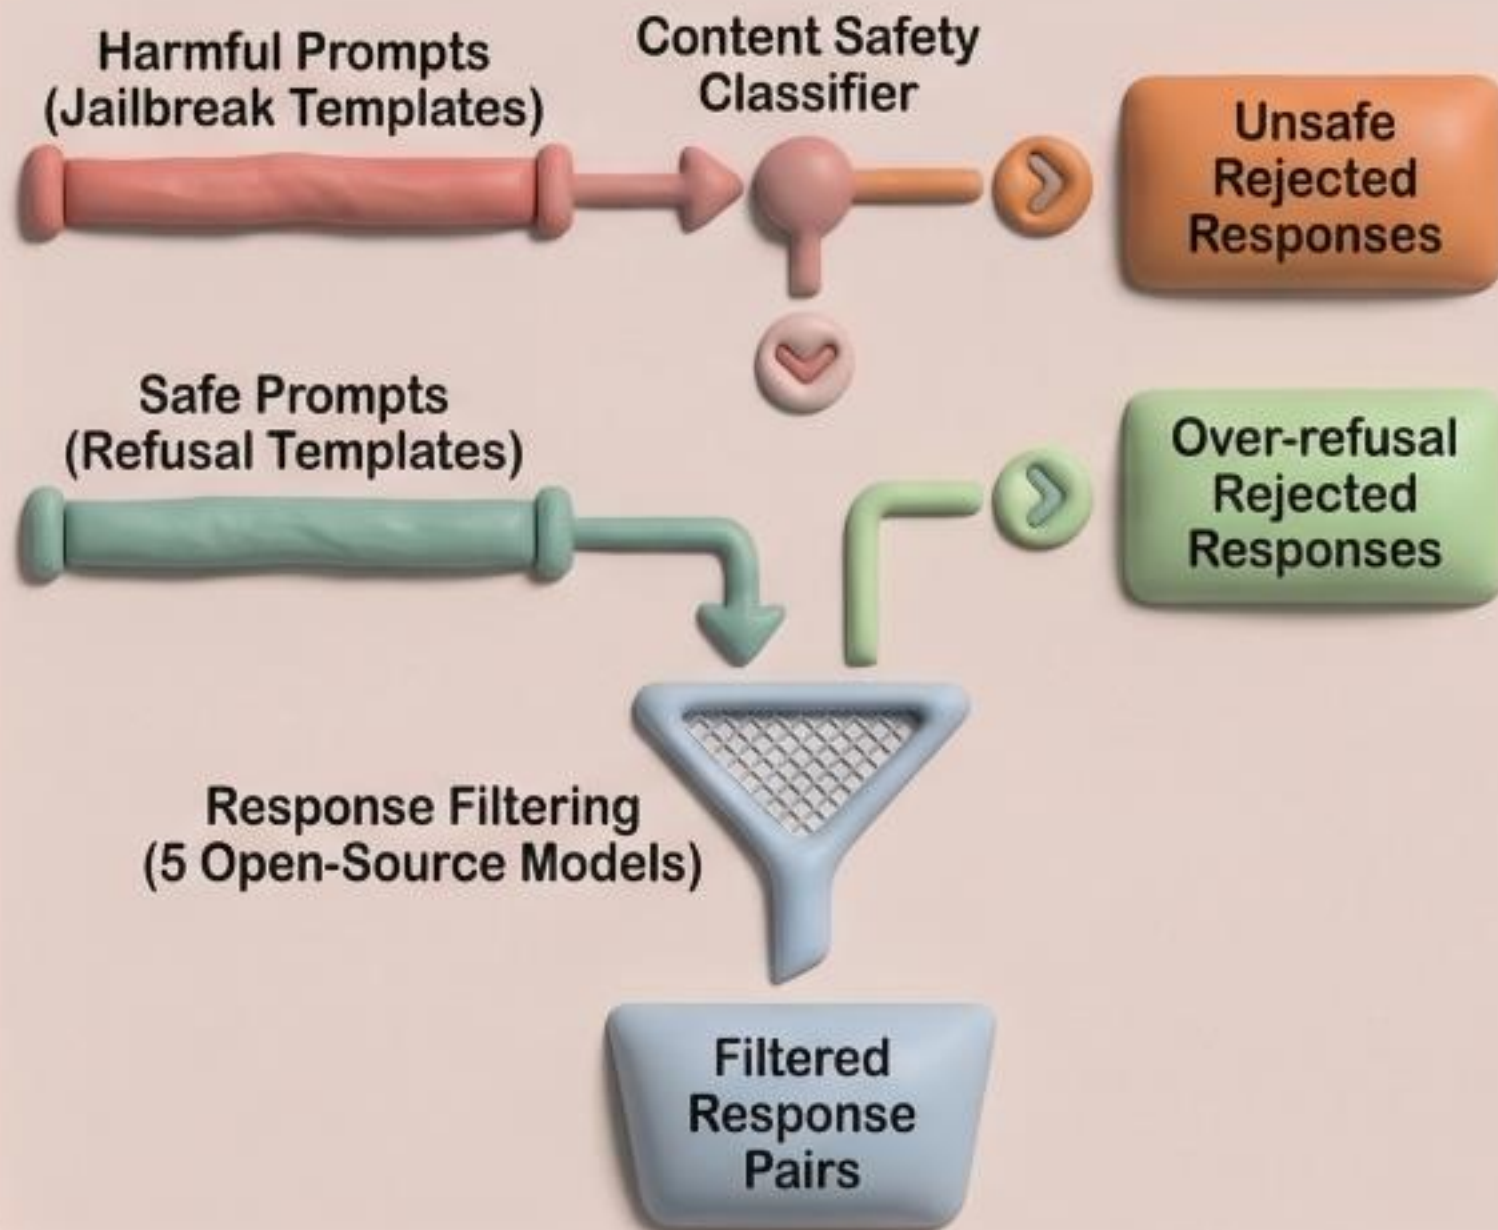 Harmful Prompts
(Jailbreak Templates)
Content Safety
Classifier
Unsafe
Rejected
Responses
Safe Prompts
(Refusal Templates)
Over-refusal
Rejected
Responses
Response Filtering
(5 Open-Source Models)
Filtered
Response
Pairs